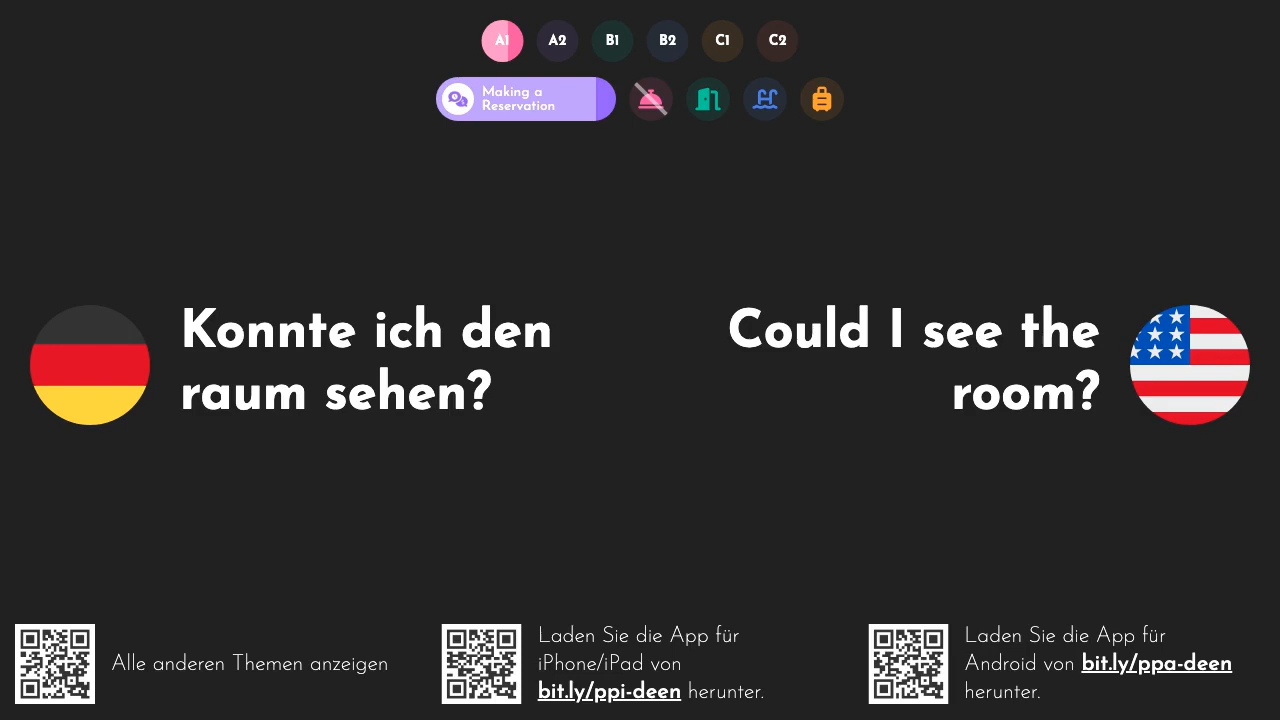 A1 A2 B1 B2 C1 C2
Making a
Reservation
Konnte ich den
raum sehen?
Could I see the
room?
Alle anderen Themen anzeigen
Laden Sie die App für
iPhone/iPad von
bit.ly/ppi-deen herunter.
Laden Sie die App für
Android von bit.ly/ppa-deen
herunter.